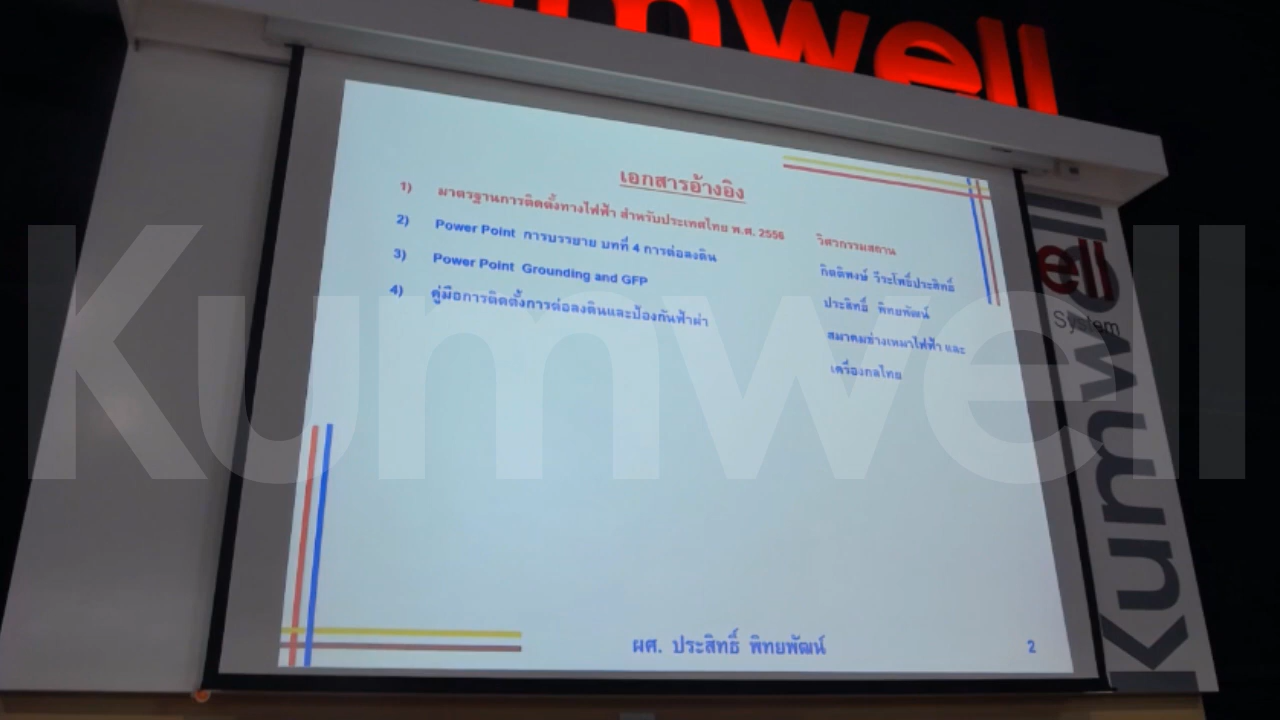 umwell
เอกสารอ้างอิง
1) มาตรฐานการติดตั้งทางไฟฟ้า สำหรับประเทศไทย พ.ศ. 2556 วิศวกรรมสถาน
2) Power Point การบรรยาย บทที่ 4 การต่อลงดิน กิตติพงษ์ วีระโพธิ์ประสิทธิ์
3) Power Point Grounding and GFP ประสิทธิ์ พิทยพัฒน์
4) คู่มือการติดตั้งการต่อลงดินและป้องกันฟ้าผ่า สมาคมช่างเหมาไฟฟ้า และ
เครื่องกลไทย
ผศ. ประสิทธิ์ พิทยพัฒน์ 2
ell
System
Kumwell
Kumwell